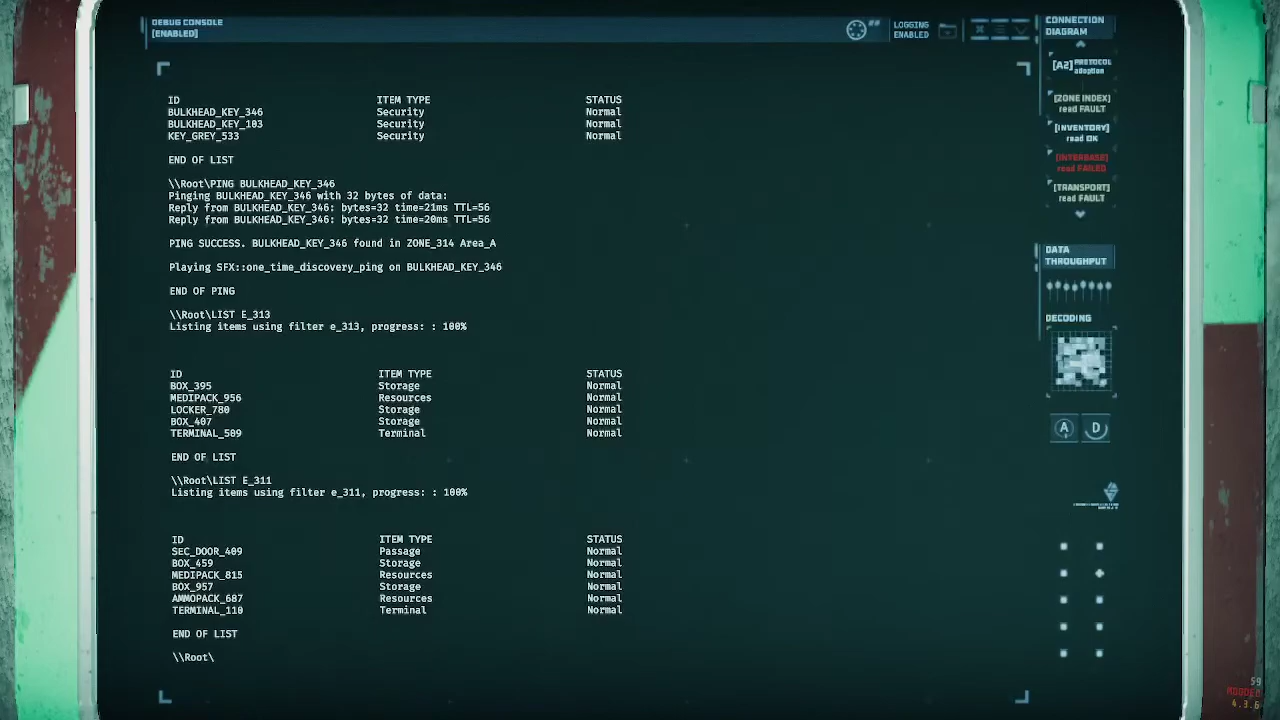 DEBUG CONSOLE
[ENABLED]
LOGGING
ENABLED
ID ITEM TYPE STATUS
BULKHEAD_KEY_346 Security Normal
BULKHEAD_KEY_103 Security Normal
KEY_GREY_533 Security Normal
END OF LIST
\\Root\PING BULKHEAD_KEY_346
Pinging BULKHEAD_KEY_346 with 32 bytes of data:
Reply from BULKHEAD_KEY_346: bytes=32 time=21ms TTL=56
Reply from BULKHEAD_KEY_346: bytes=32 time=20ms TTL=56
PING SUCCESS. BULKHEAD_KEY_346 found in ZONE_314 Area_A
Playing SFX::one_time_discovery_ping on BULKHEAD_KEY_346
END OF PING
\\Root\LIST E_313
Listing items using filter e_313, progress: : 100%
ID ITEM TYPE STATUS
BOX_395 Storage Normal
MEDIPACK_956 Resources Normal
LOCKER_780 Storage Normal
BOX_407 Storage Normal
TERMINAL_509 Terminal Normal
END OF LIST
\\Root\LIST E_311
Listing items using filter e_311, progress: : 100%
ID ITEM TYPE STATUS
SEC_DOOR_409 Passage Normal
BOX_459 Storage Normal
MEDIPACK_815 Resources Normal
BOX_957 Storage Normal
AMMOPACK_687 Resources Normal
TERMINAL_110 Terminal Normal
END OF LIST
\\Root\
CONNECTION
DIAGRAM
[A2] PROTOCOL
adoption
[ZONE INDEX]
read FAULT
[INVENTORY]
read OK
[INTERBASE]
read FAILED
[TRANSPORT]
read FAULT
DATA
THROUGHPUT
DECODING
A D
59
MODDED
4.3.6